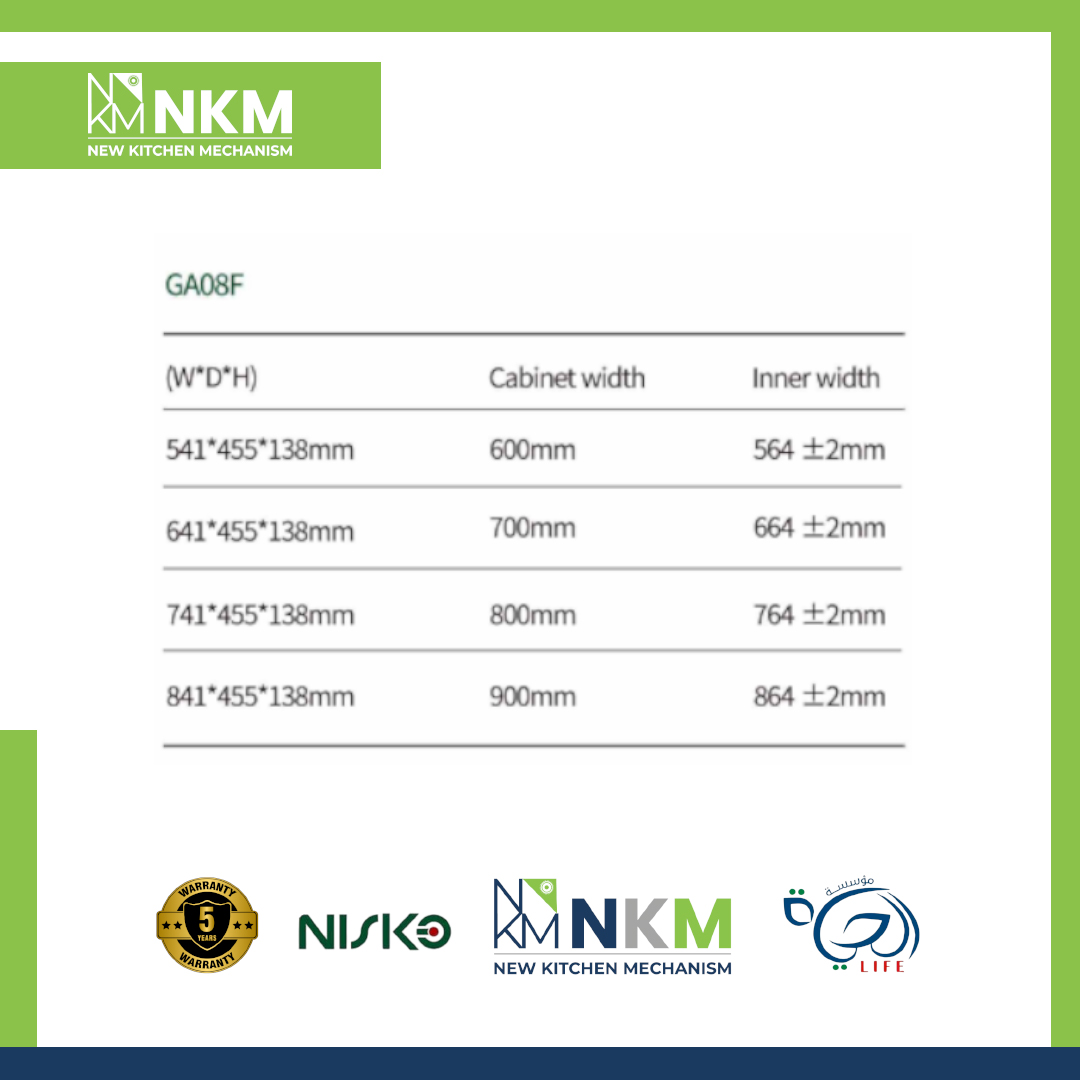 NKM NKM
NEW KITCHEN MECHANISM
GA08F
(W*D*H) Cabinet width Inner width
541*455*138mm 600mm 564 ±2mm
641*455*138mm 700mm 664 ±2mm
741*455*138mm 800mm 764 ±2mm
841*455*138mm 900mm 864 ±2mm
WARRANTY
5
YEARS
WARRANTY
NISKO
NKM NKM
NEW KITCHEN MECHANISM
مؤسسة
LIFE